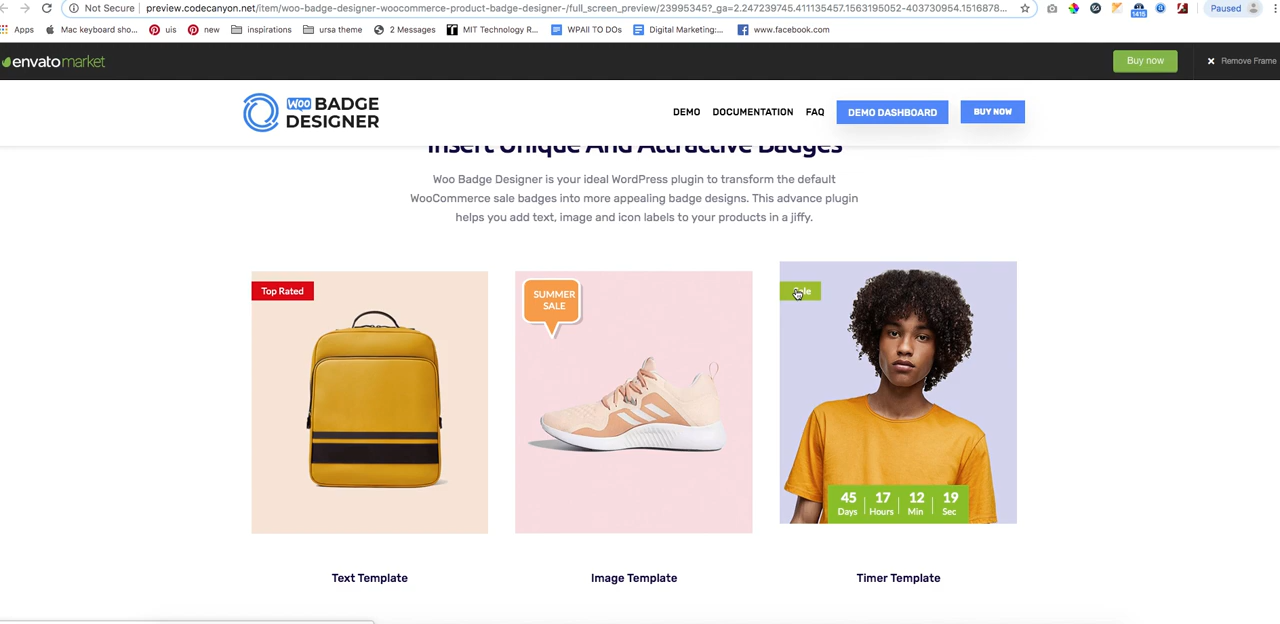 Not Secure | preview.codecanyon.net/item/woo-badge-designer-woocommerce-product-badge-designer-/full_screen_preview/23995345?_ga=2.247239745.411135457.1563195052-403730954.1516878...
1416
Paused
Apps
Mac keyboard sho...
uis
new
inspirations
ursa theme
2 Messages
MIT Technology R...
WPAll TO DOs
Digital Marketing:...
www.facebook.com
envatomarket
Buy now
Remove Frame
WOO BADGE
DESIGNER
DEMO
DOCUMENTATION
FAQ
DEMO DASHBOARD
BUY NOW
Insert Unique And Attractive Badges
Woo Badge Designer is your ideal WordPress plugin to transform the default
WooCommerce sale badges into more appealing badge designs. This advance plugin
helps you add text, image and icon labels to your products in a jiffy.
Top Rated
SUMMER
SALE
45 17 12 19
Days Hours Min Sec
Text Template
Image Template
Timer Template